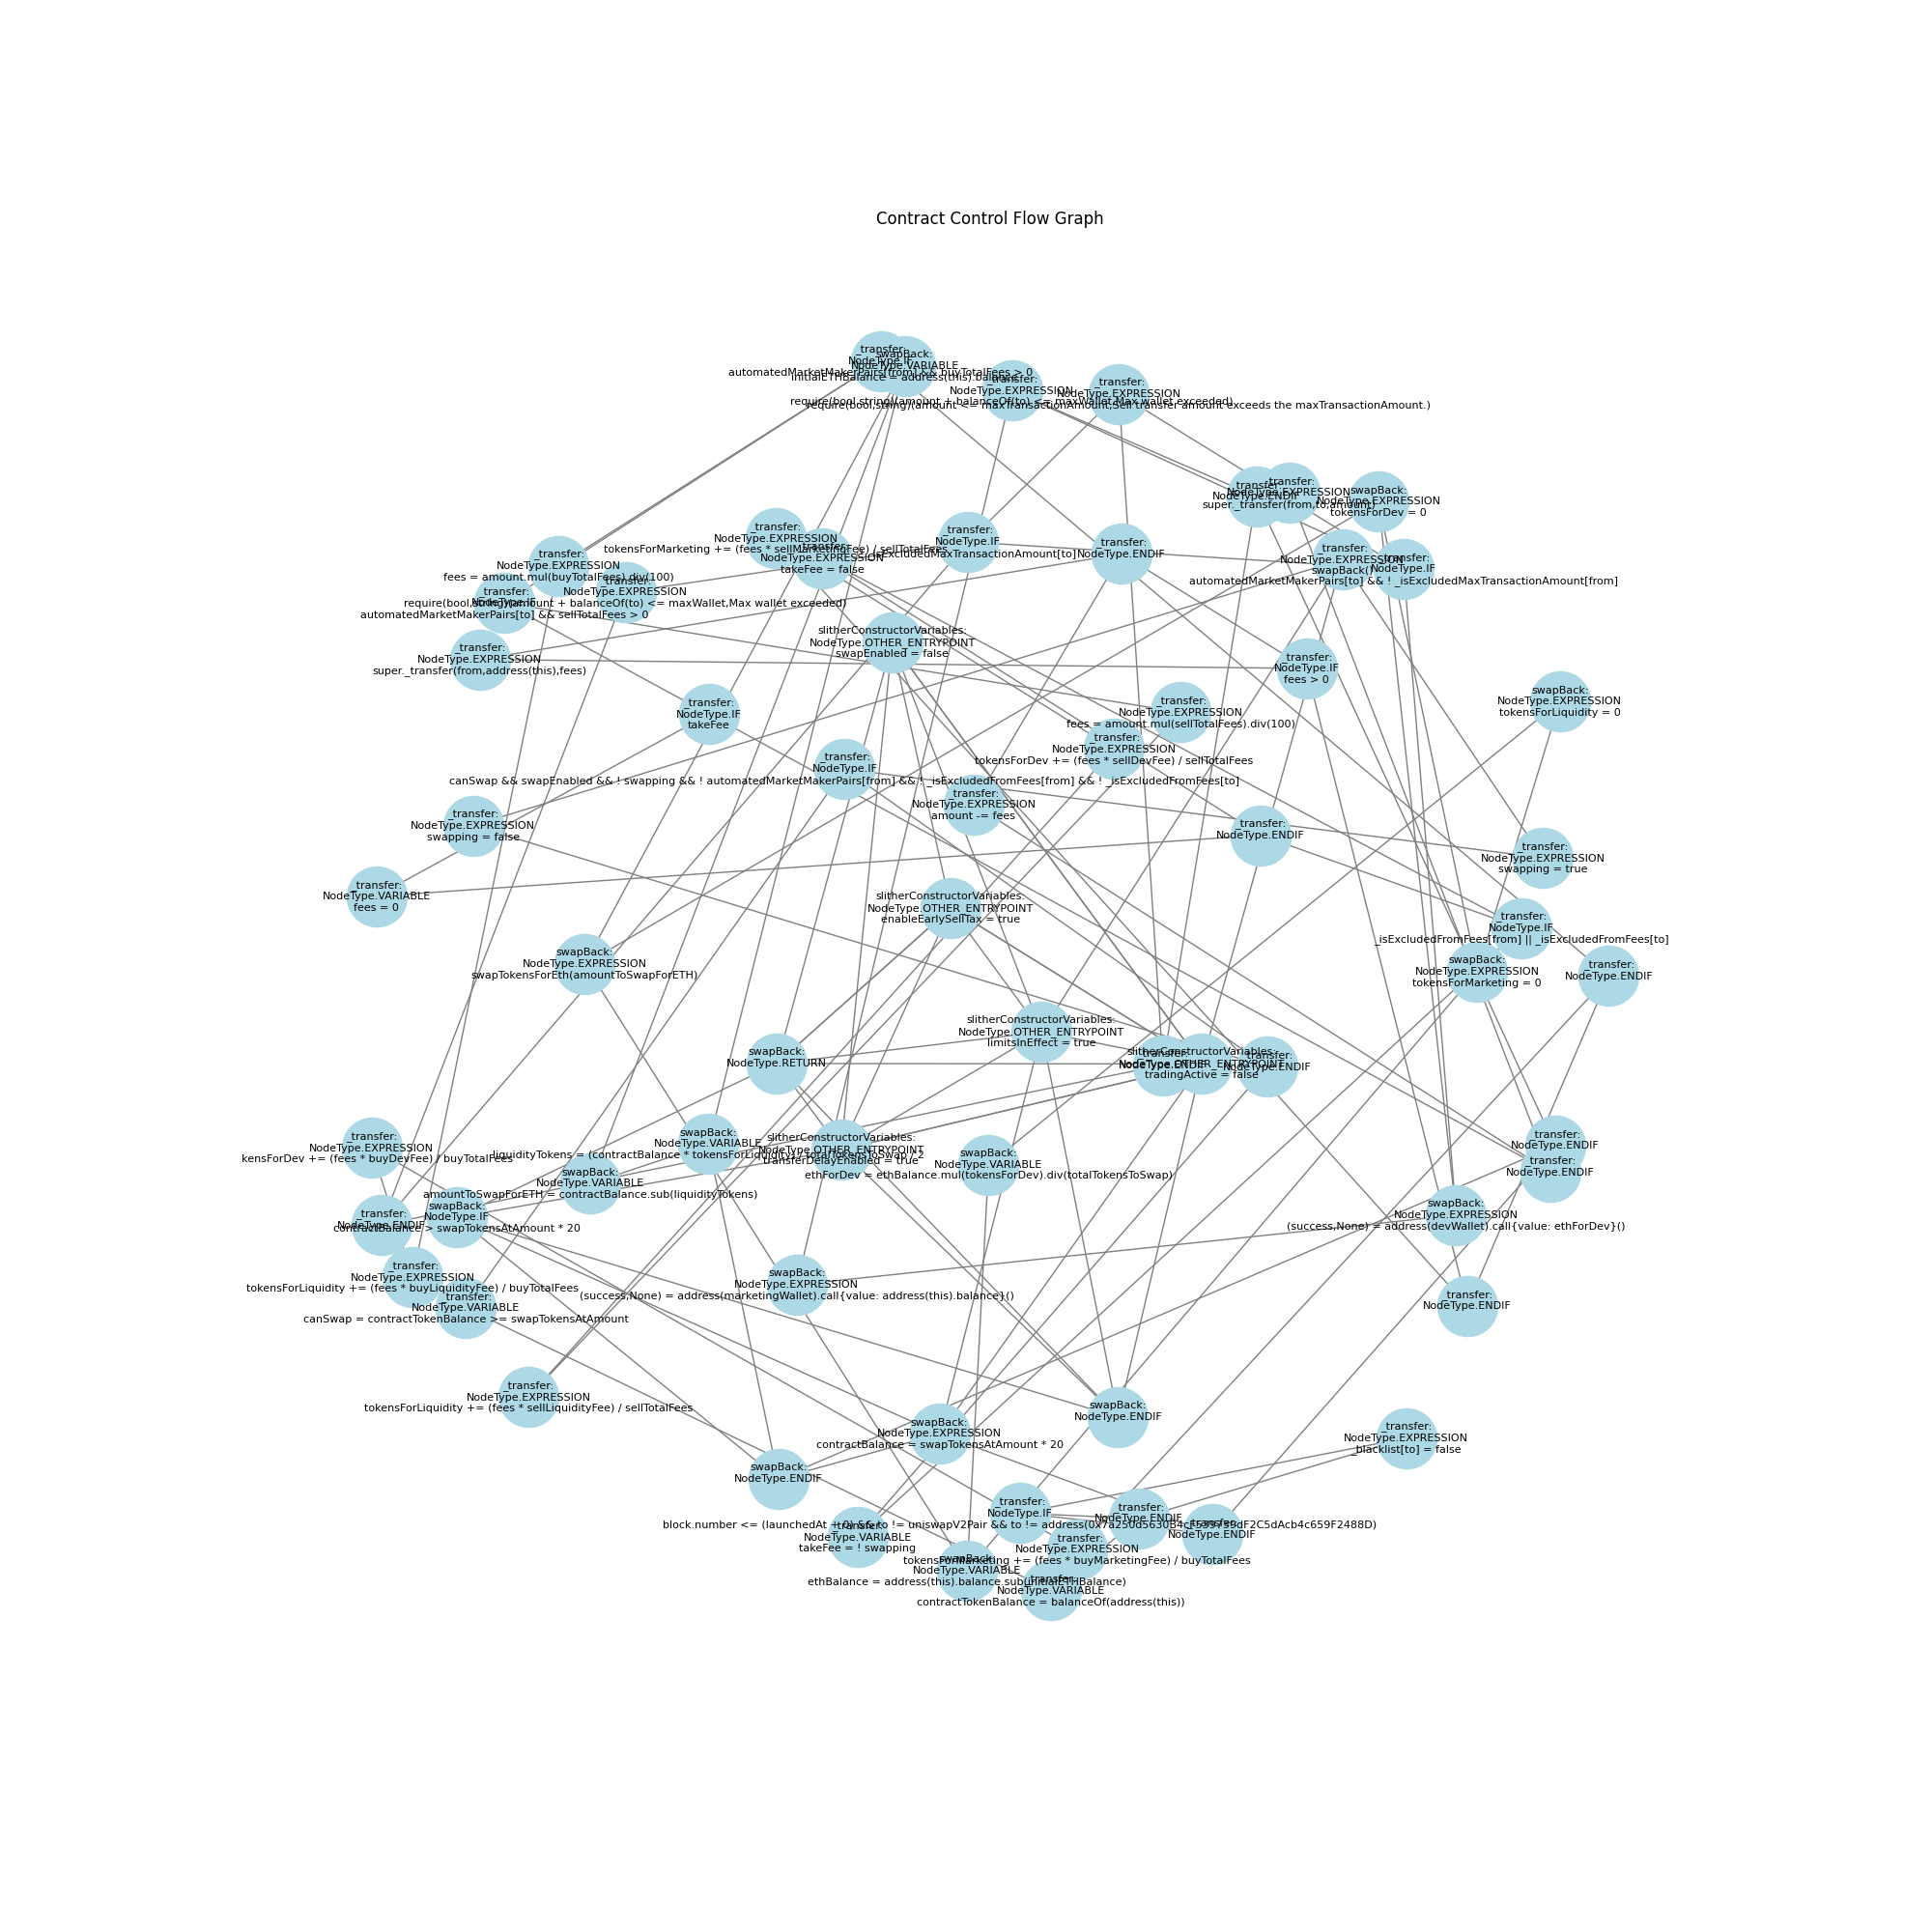 Contract Control Flow Graph
_transfer:
NodeType.IF
automatedMarketMakerPairs[from] && buyTotalFees > 0
swapBack:
NodeType.VARIABLE
initialETHBalance = address(this).balance
_transfer:
NodeType.EXPRESSION
require(bool,string)(amount + balanceOf(to) <= maxWallet,Max wallet exceeded)
_transfer:
NodeType.EXPRESSION
require(bool,string)(amount <= maxTransactionAmount,Sell transfer amount exceeds the maxTransactionAmount.)
_transfer:
NodeType.ENDIF
_transfer:
NodeType.EXPRESSION
super._transfer(from,to,amount)
swapBack:
NodeType.EXPRESSION
tokensForDev = 0
_transfer:
NodeType.EXPRESSION
tokensForMarketing += (fees * sellMarketingFee) / sellTotalFees
_transfer:
NodeType.EXPRESSION
takeFee = false
_transfer:
NodeType.IF
isExcludedMaxTransactionAmount[to]
_transfer:
NodeType.ENDIF
_transfer:
NodeType.EXPRESSION
swapBack()
_transfer:
NodeType.IF
automatedMarketMakerPairs[to] && ! _isExcludedMaxTransactionAmount[from]
_transfer:
NodeType.EXPRESSION
fees = amount.mul(buyTotalFees).div(100)
_transfer:
NodeType.EXPRESSION
require(bool,string)(amount + balanceOf(to) <= maxWallet,Max wallet exceeded)
_transfer:
NodeType.IF
automatedMarketMakerPairs[to] && sellTotalFees > 0
_transfer:
NodeType.EXPRESSION
super._transfer(from,address(this),fees)
slitherConstructorVariables:
NodeType.OTHER_ENTRYPOINT
swapEnabled = false
_transfer:
NodeType.IF
fees > 0
swapBack:
NodeType.EXPRESSION
tokensForLiquidity = 0
_transfer:
NodeType.IF
takeFee
_transfer:
NodeType.EXPRESSION
fees = amount.mul(sellTotalFees).div(100)
_transfer:
NodeType.EXPRESSION
tokensForDev += (fees * sellDevFee) / sellTotalFees
_transfer:
NodeType.IF
canSwap && swapEnabled && ! swapping && ! automatedMarketMakerPairs[from] && ! _isExcludedFromFees[from] && ! _isExcludedFromFees[to]
_transfer:
NodeType.EXPRESSION
amount -= fees
_transfer:
NodeType.EXPRESSION
swapping = false
_transfer:
NodeType.ENDIF
_transfer:
NodeType.EXPRESSION
swapping = true
_transfer:
NodeType.VARIABLE
fees = 0
slitherConstructorVariables:
NodeType.OTHER_ENTRYPOINT
enableEarlySellTax = true
_transfer:
NodeType.IF
_isExcludedFromFees[from] || _isExcludedFromFees[to]
swapBack:
NodeType.EXPRESSION
swapTokensForEth(amountToSwapForETH)
swapBack:
NodeType.EXPRESSION
tokensForMarketing = 0
_transfer:
NodeType.ENDIF
slitherConstructorVariables:
NodeType.OTHER_ENTRYPOINT
limitsInEffect = true
swapBack:
NodeType.RETURN
_transfer:
NodeType.ENDIF
slitherConstructorVariables:
NodeType.OTHER_ENTRYPOINT
tradingActive = false
_transfer:
NodeType.ENDIF
_transfer:
NodeType.EXPRESSION
kensForDev += (fees * buyDevFee) / buyTotalFees
swapBack:
NodeType.VARIABLE
liquidityTokens = (contractBalance * tokensForLiquidity) / totalTokensToSwap / 2
slitherConstructorVariables:
NodeType.OTHER_ENTRYPOINT
transferDelayEnabled = true
swapBack:
NodeType.VARIABLE
ethForDev = ethBalance.mul(tokensForDev).div(totalTokensToSwap)
_transfer:
NodeType.ENDIF
_transfer:
NodeType.ENDIF
swapBack:
NodeType.VARIABLE
amountToSwapForETH = contractBalance.sub(liquidityTokens)
_transfer:
NodeType.ENDIF
swapBack:
NodeType.IF
contractBalance > swapTokensAtAmount * 20
swapBack:
NodeType.EXPRESSION
(success,None) = address(devWallet).call{value: ethForDev}()
_transfer:
NodeType.EXPRESSION
tokensForLiquidity += (fees * buyLiquidityFee) / buyTotalFees
swapBack:
NodeType.EXPRESSION
(success,None) = address(marketingWallet).call{value: address(this).balance}()
_transfer:
NodeType.VARIABLE
canSwap = contractTokenBalance >= swapTokensAtAmount
_transfer:
NodeType.ENDIF
_transfer:
NodeType.EXPRESSION
tokensForLiquidity += (fees * sellLiquidityFee) / sellTotalFees
swapBack:
NodeType.ENDIF
swapBack:
NodeType.EXPRESSION
contractBalance = swapTokensAtAmount * 20
_transfer:
NodeType.EXPRESSION
_blacklist[to] = false
swapBack:
NodeType.ENDIF
_transfer:
NodeType.IF
block.number <= (launchedAt + 0) && to != uniswapV2Pair && to !=
_transfer:
NodeType.ENDIF
_transfer:
NodeType.ENDIF
_transfer:
NodeType.VARIABLE
takeFee = ! swapping
_transfer:
NodeType.EXPRESSION
tokensForMarketing += (fees * buyMarketingFee) / buyTotalFees
swapBack:
NodeType.VARIABLE
ethBalance = address(this).balance.sub(initialETHBalance)
_transfer:
NodeType.VARIABLE
contractTokenBalance = balanceOf(address(this))